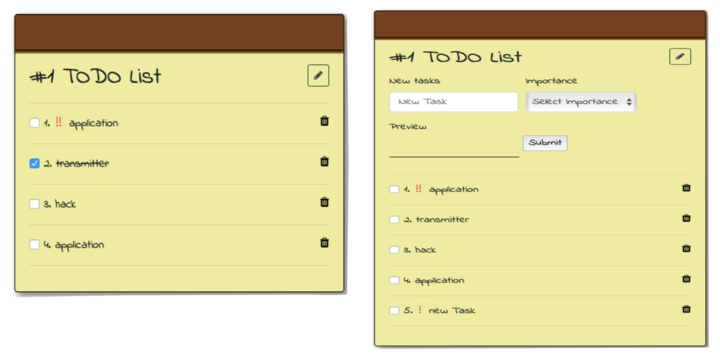 #1 TODO List
1. !! application
2. transmitter
3. hack
4. application
#1 TODO List
New tasks Importance
New Task Select Importance
Preview
Submit
1. !! application
2. transmitter
3. hack
4. application
5. ! new Task